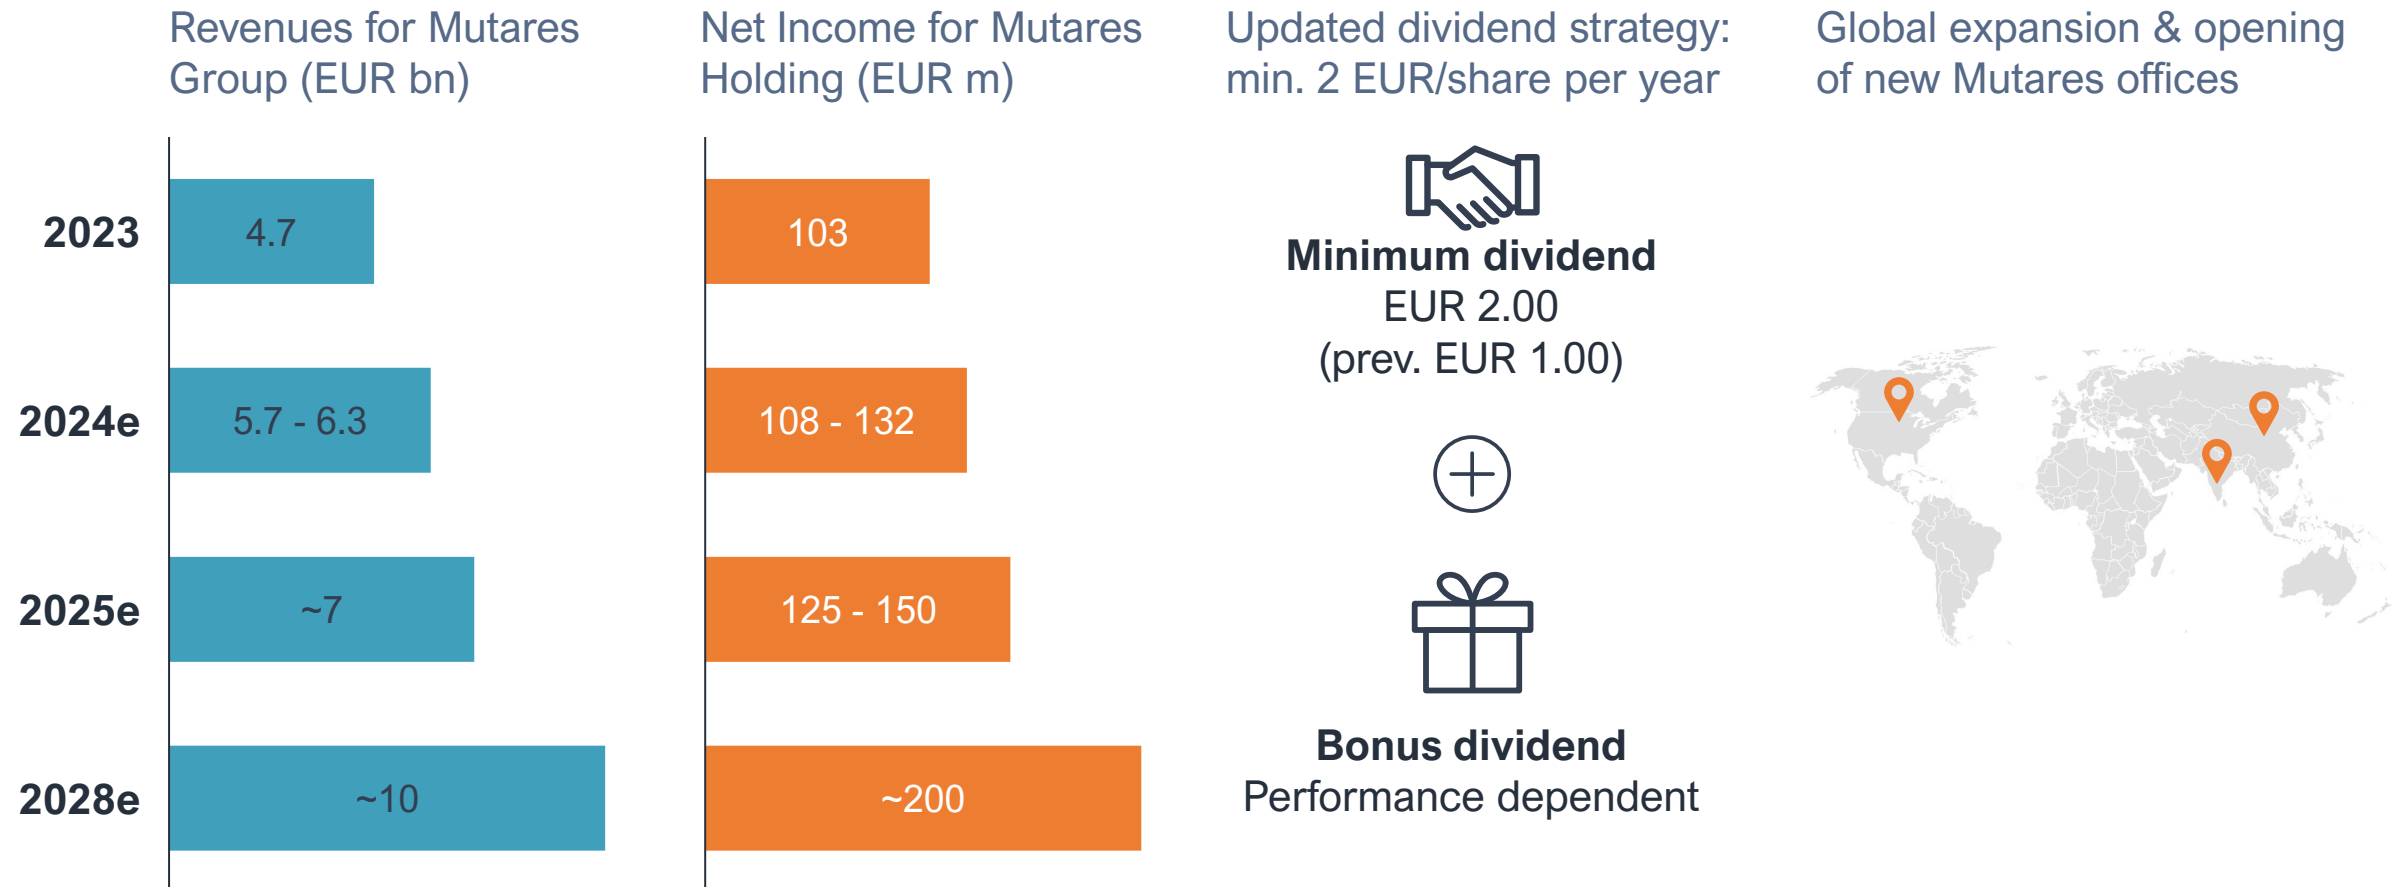 Revenues for Mutares
Group (EUR bn)
2023
4.7
2024e
5.7 - 6.3
2025e
~7
2028e
~10
Net Income for Mutares
Holding (EUR m)
103
108 - 132
125 - 150
~200
Updated dividend strategy:
min. 2 EUR/share per year
Minimum dividend
EUR 2.00
(prev. EUR 1.00)
Bonus dividend
Performance dependent
Global expansion & opening
of new Mutares offices